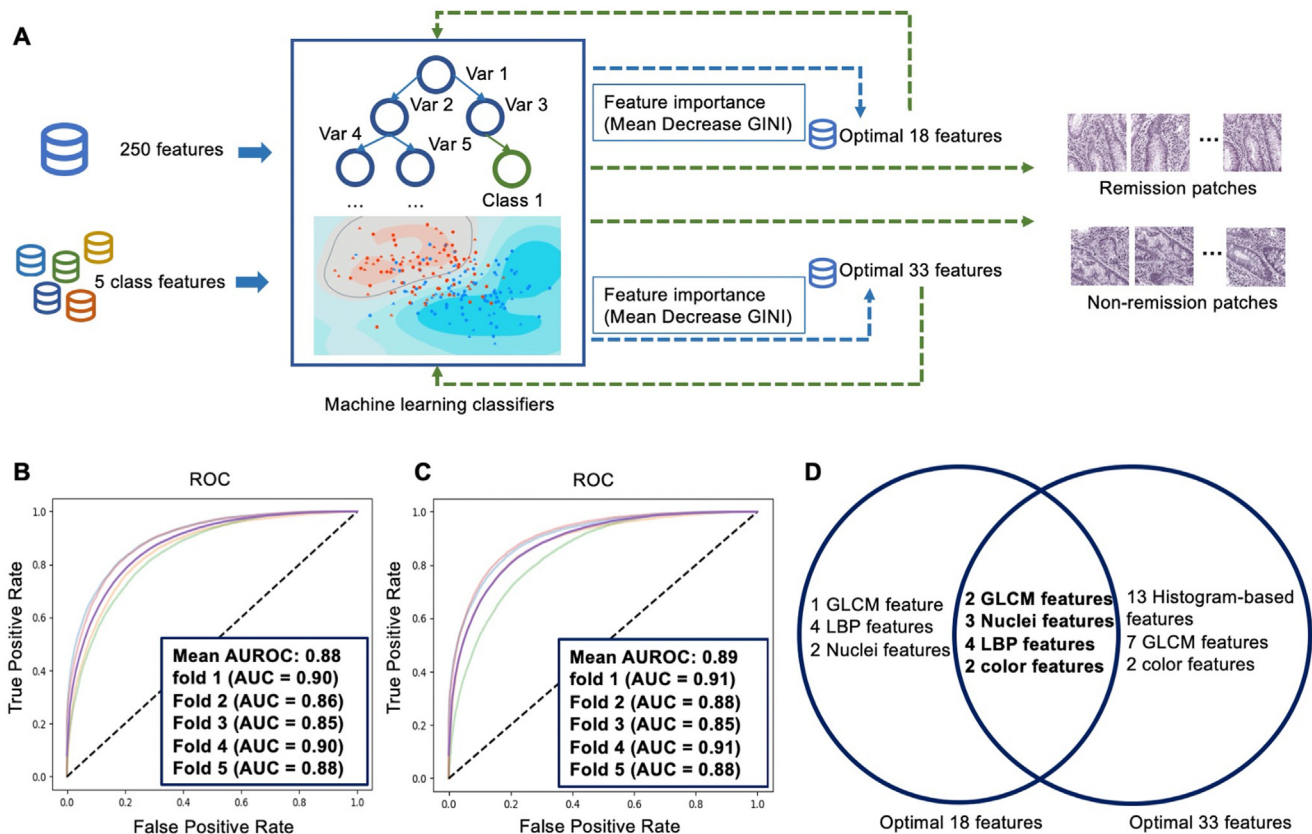 A
250 features
5 class features
Var 1
Var 2
Var 3
Var 4
Var 5
...
...
Class 1
Machine learning classifiers
Feature importance
(Mean Decrease GINI)
Optimal 18 features
Feature importance
(Mean Decrease GINI)
Optimal 33 features
...
Remission patches
...
Non-remission patches
B
ROC
True Positive Rate
1.0
0.8
0.6
0.4
0.2
0.0
0.0
0.2
0.4
0.6
0.8
1.0
False Positive Rate
Mean AUROC: 0.88
fold 1 (AUC = 0.90)
Fold 2 (AUC = 0.86)
Fold 3 (AUC = 0.85)
Fold 4 (AUC = 0.90)
Fold 5 (AUC = 0.88)
C
ROC
True Positive Rate
1.0
0.8
0.6
0.4
0.2
0.0
0.0
0.2
0.4
0.6
0.8
1.0
False Positive Rate
Mean AUROC: 0.89
fold 1 (AUC = 0.91)
Fold 2 (AUC = 0.88)
Fold 3 (AUC = 0.85)
Fold 4 (AUC = 0.91)
Fold 5 (AUC = 0.88)
D
1 GLCM feature
4 LBP features
2 Nuclei features
2 GLCM features
3 Nuclei features
4 LBP features
2 color features
13 Histogram-based
features
7 GLCM features
2 color features
Optimal 18 features
Optimal 33 features